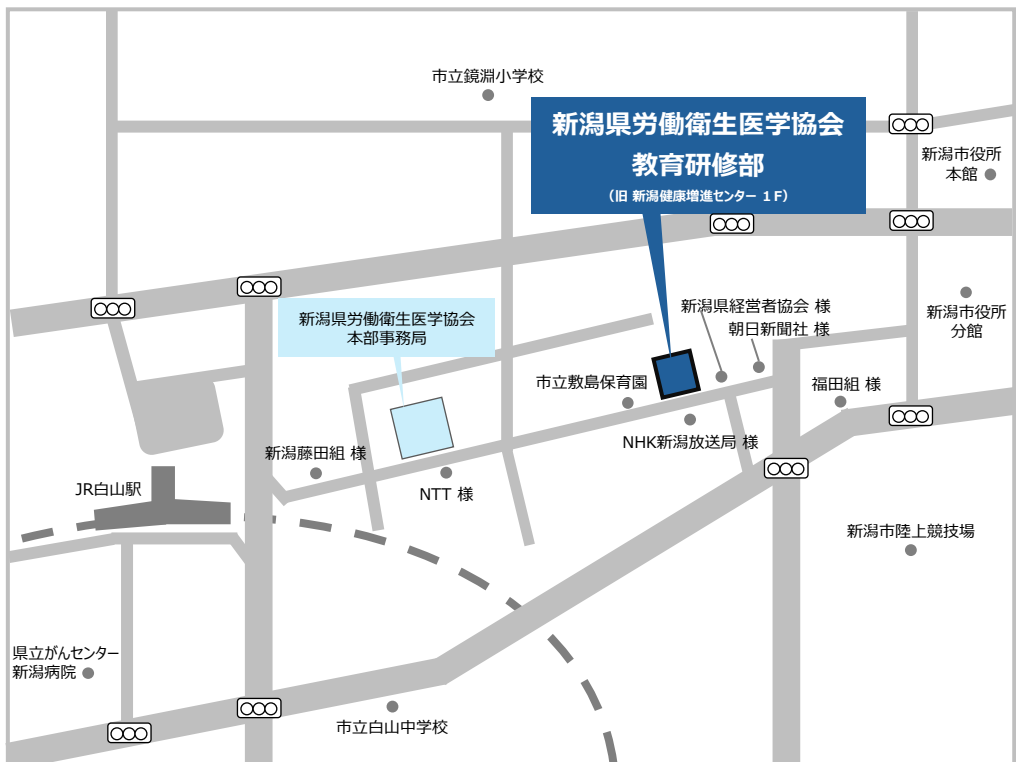 市立鏡淵小学校
新潟県労働衛生医学協会
教育研修部
（旧 新潟健康増進センター 1F）
新潟市役所
本館
新潟県経営者協会 様
朝日新聞社 様
新潟市役所
分館
新潟県労働衛生医学協会
本部事務局
市立敷島保育園
福田組 様
NHK新潟放送局 様
新潟藤田組 様
NTT 様
JR白山駅
新潟市陸上競技場
県立がんセンター
新潟病院
市立白山中学校